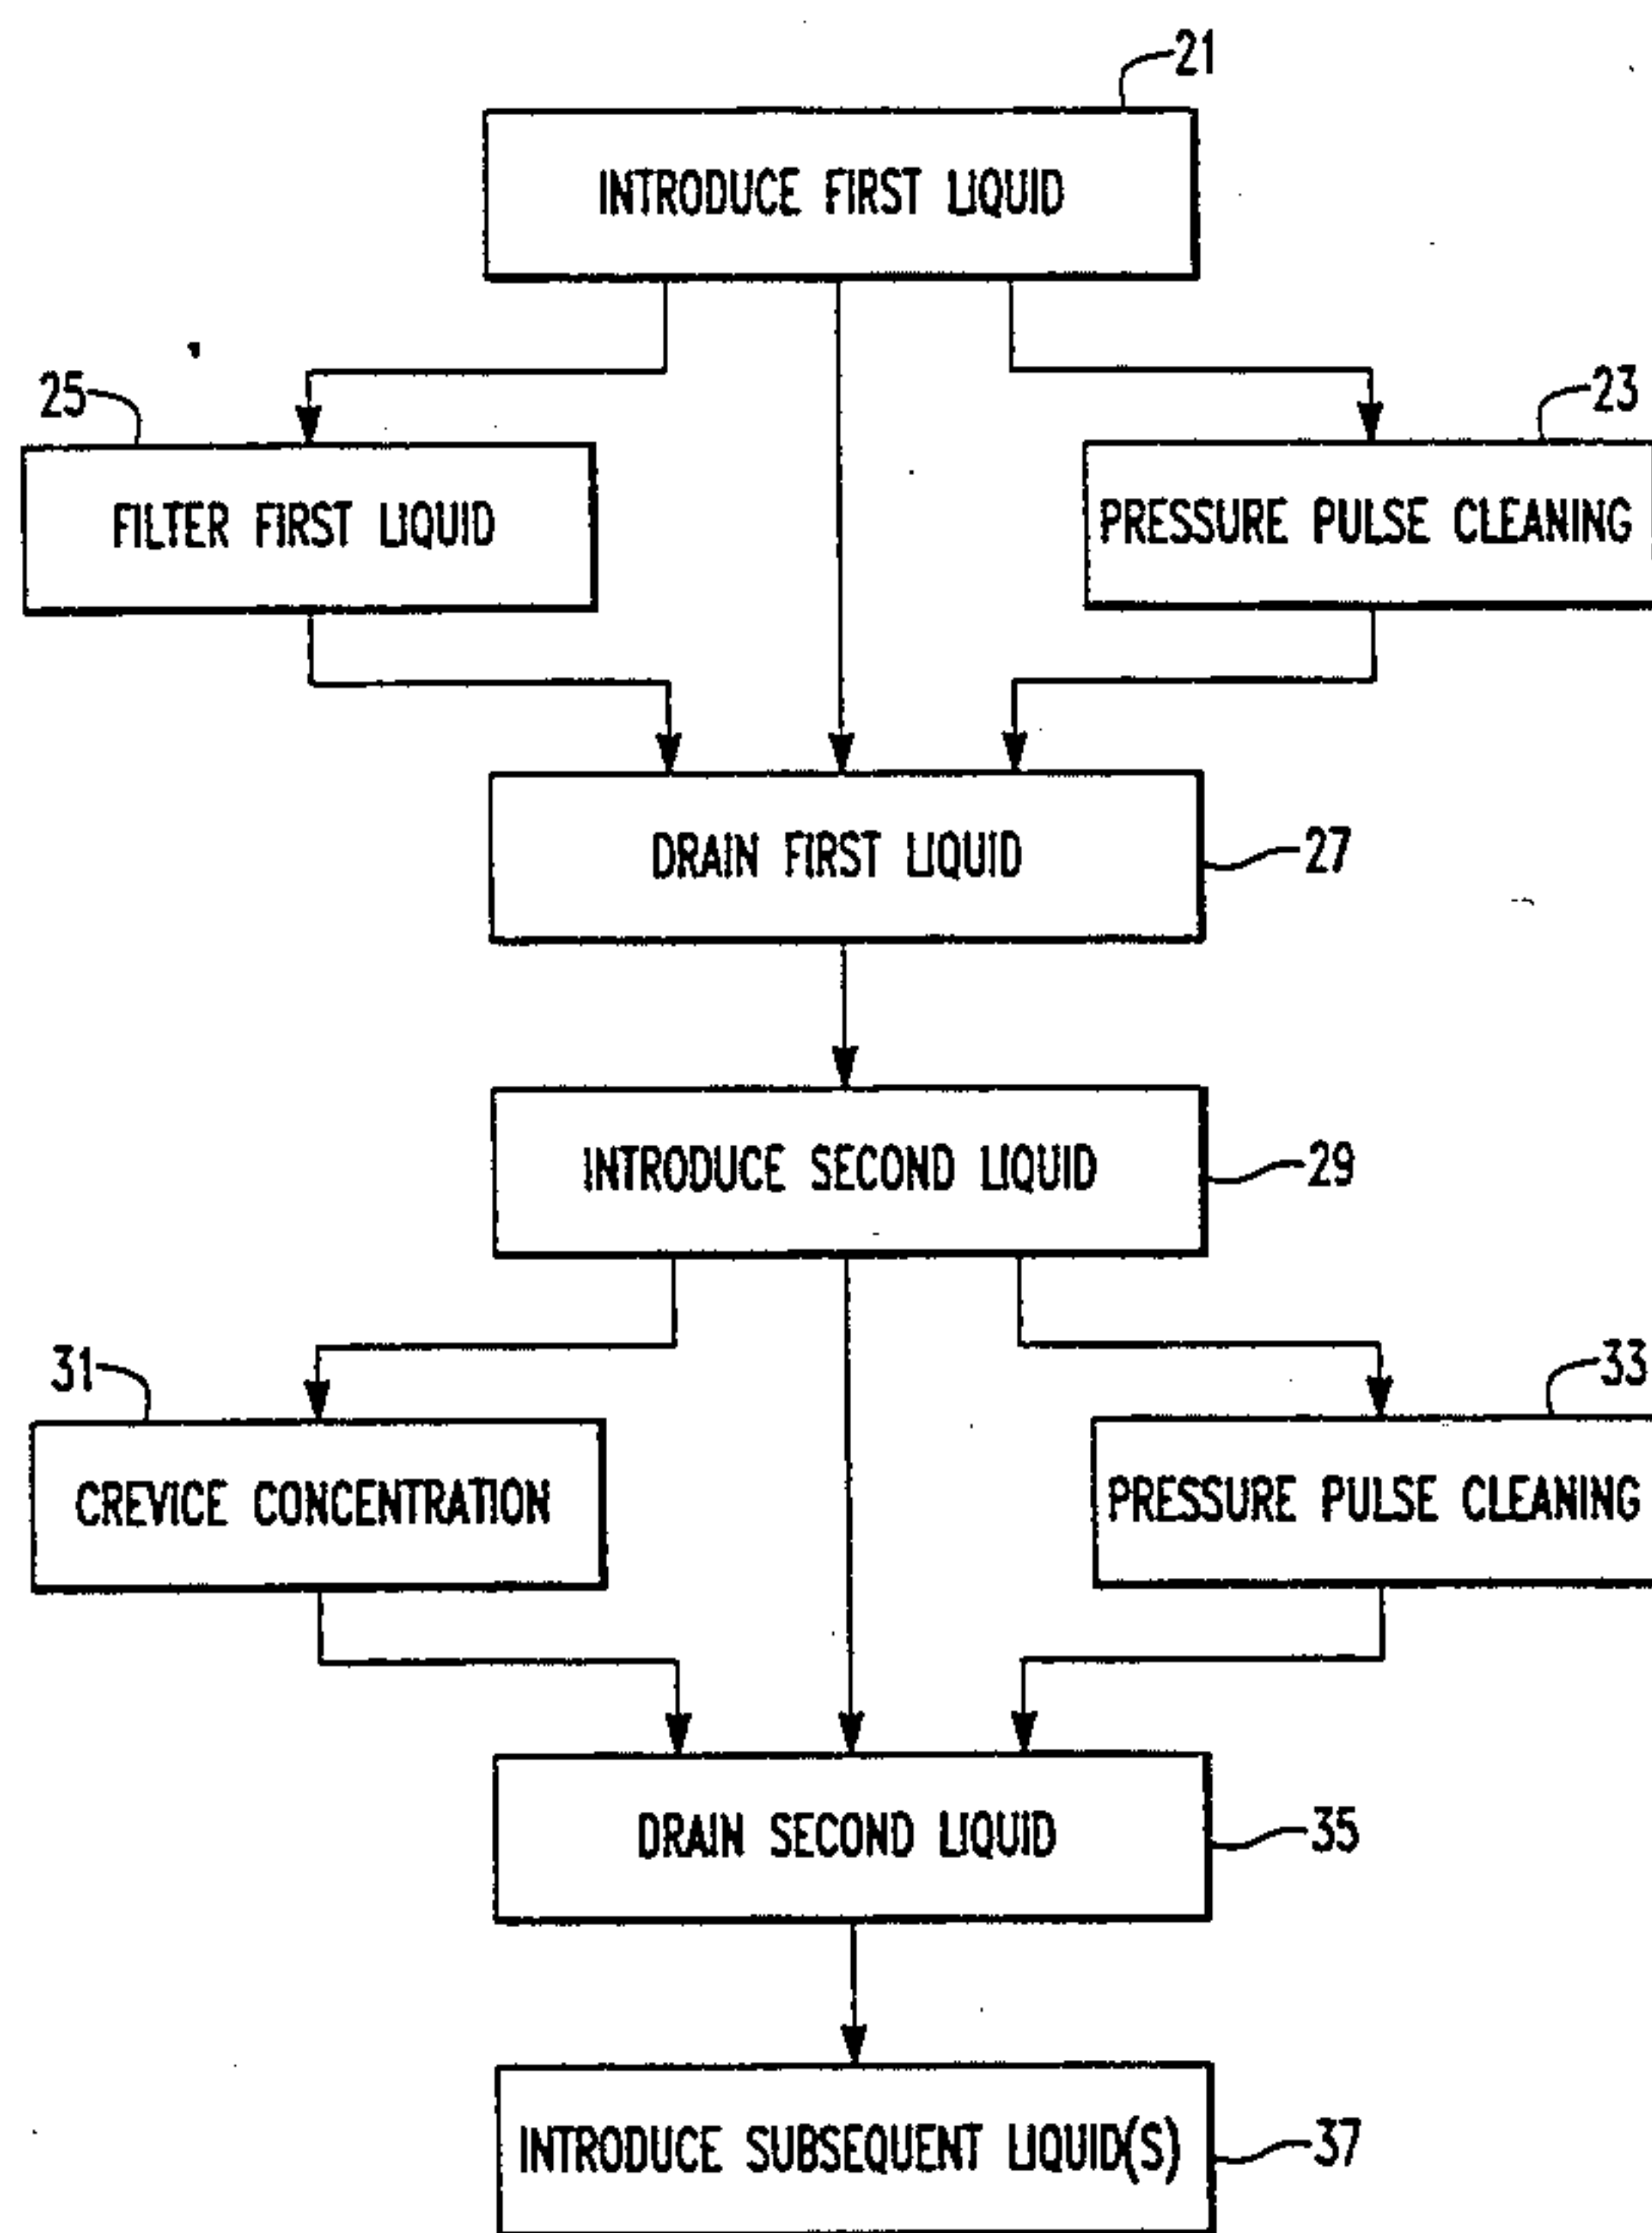 21
INTRODUCE FIRST LIQUID
25
23
FILTER FIRST LIQUID
PRESSURE PULSE CLEANING
DRAIN FIRST LIQUID
27
INTRODUCE SECOND LIQUID
29
31
33
CREVICE CONCENTRATION
PRESSURE PULSE CLEANING
DRAIN SECOND LIQUID
35
INTRODUCE SUBSEQUENT LIQUID(S)
37